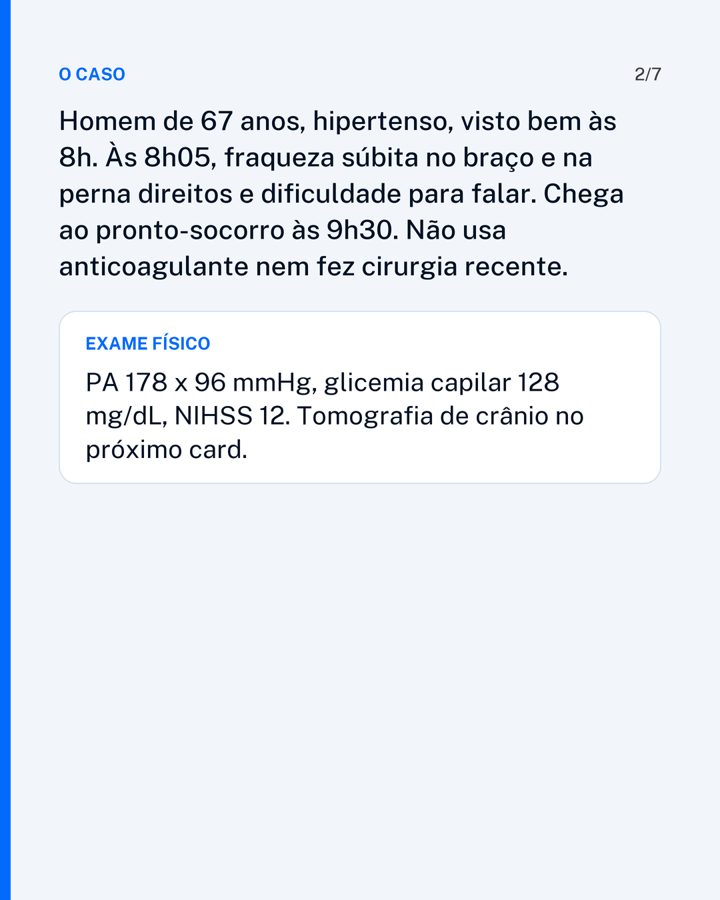 O CASO
2/7
Homem de 67 anos, hipertenso, visto bem às
8h. Às 8h05, fraqueza súbita no braço e na
perna direitos e dificuldade para falar. Chega
ao pronto-socorro às 9h30. Não usa
anticoagulante nem fez cirurgia recente.
EXAME FÍSICO
PA 178 x 96 mmHg, glicemia capilar 128
mg/dL, NIHSS 12. Tomografia de crânio no
próximo card.